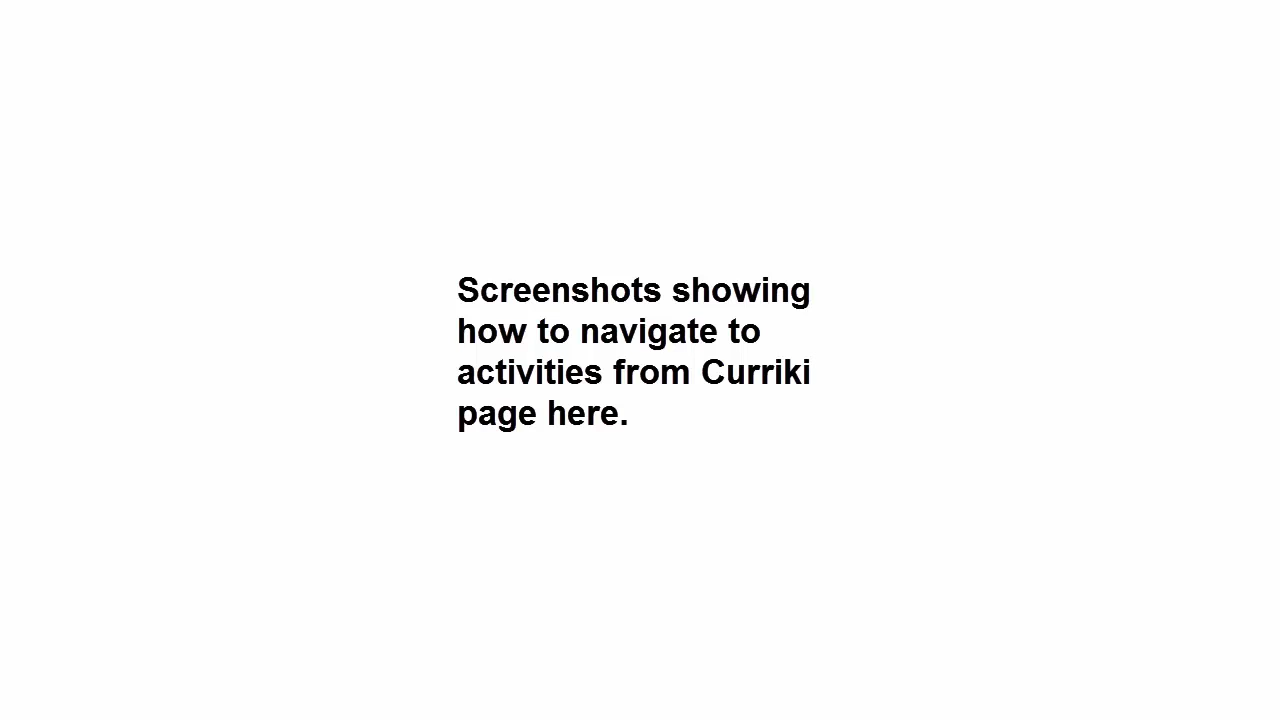 Screenshots showing
how to navigate to
activities from Curriki
page here.